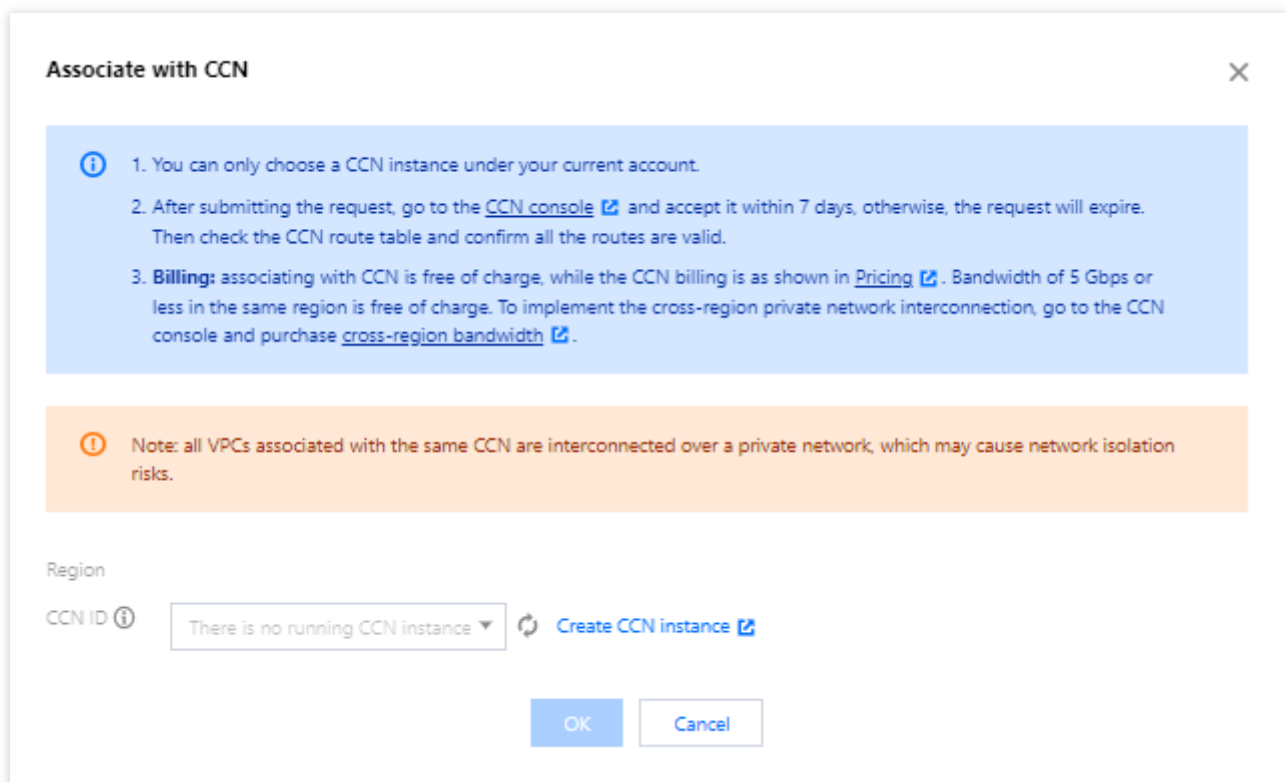 Associate with CCN
1. You can only choose a CCN instance under your current account.
2. After submitting the request, go to the CCN console and accept it within 7 days, otherwise, the request will expire.
Then check the CCN route table and confirm all the routes are valid.
3. Billing: associating with CCN is free of charge, while the CCN billing is as shown in Pricing . Bandwidth of 5 Gbps or
less in the same region is free of charge. To implement the cross-region private network interconnection, go to the CCN
console and purchase cross-region bandwidth .
Note: all VPCs associated with the same CCN are interconnected over a private network, which may cause network isolation
risks.
Region
CCN ID There is no running CCN instance Create CCN instance
OK Cancel